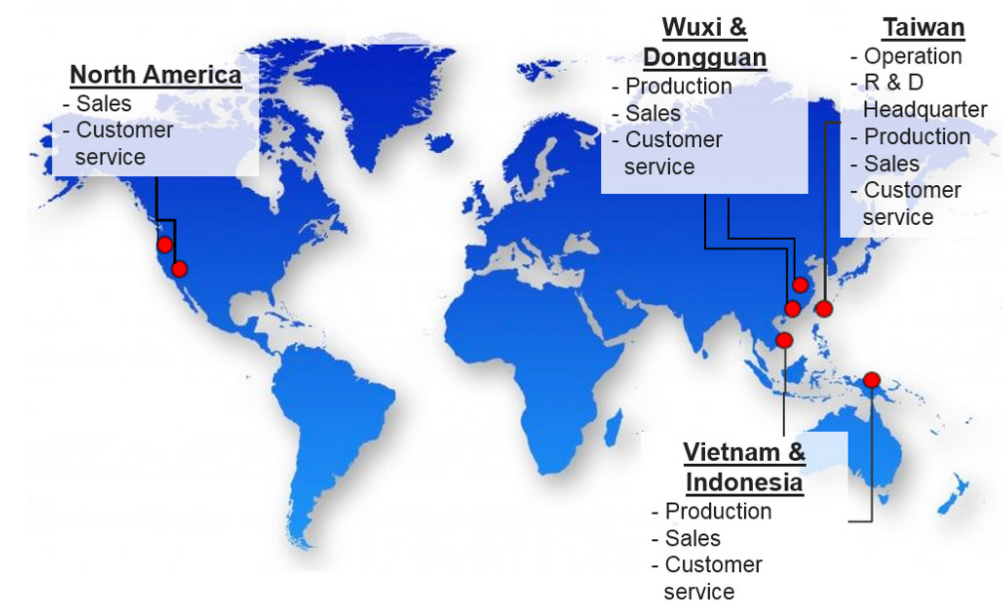 North America
- Sales
- Customer
service
Wuxi &
Dongguan
- Production
- Sales
- Customer
service
Taiwan
- Operation
- R & D
Headquarter
- Production
- Sales
- Customer
service
Vietnam &
Indonesia
- Production
- Sales
- Customer
service